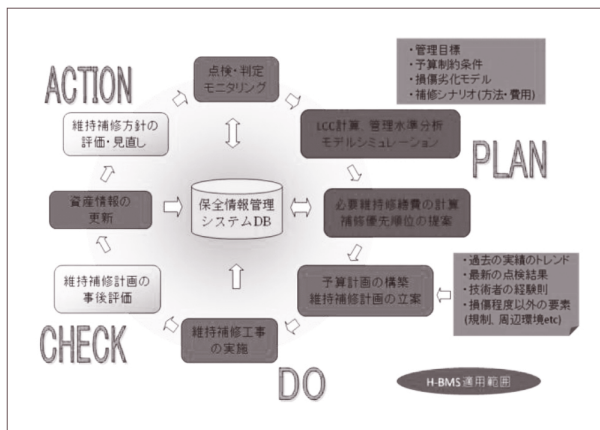 ACTION
点検・判定
モニタリング
・管理目標
・予算制約条件
・損傷劣化モデル
・補修シナリオ(方法・費用)
維持補修方針の
評価・見直し
LCC計算、管理水準分析
モデルシミュレーション
PLAN
資産情報の
更新
保全情報管理
システムDB
必要維持修繕費の計算
補修優先順位の提案
維持補修計画の
事後評価
予算計画の構築
維持補修計画の立案
・過去の実績のトレンド
・最新の点検結果
・技術者の経験則
・損傷程度以外の要素
(規制、周辺環境etc)
CHECK
維持補修工事
の実施
DO
H-BMS適用範囲